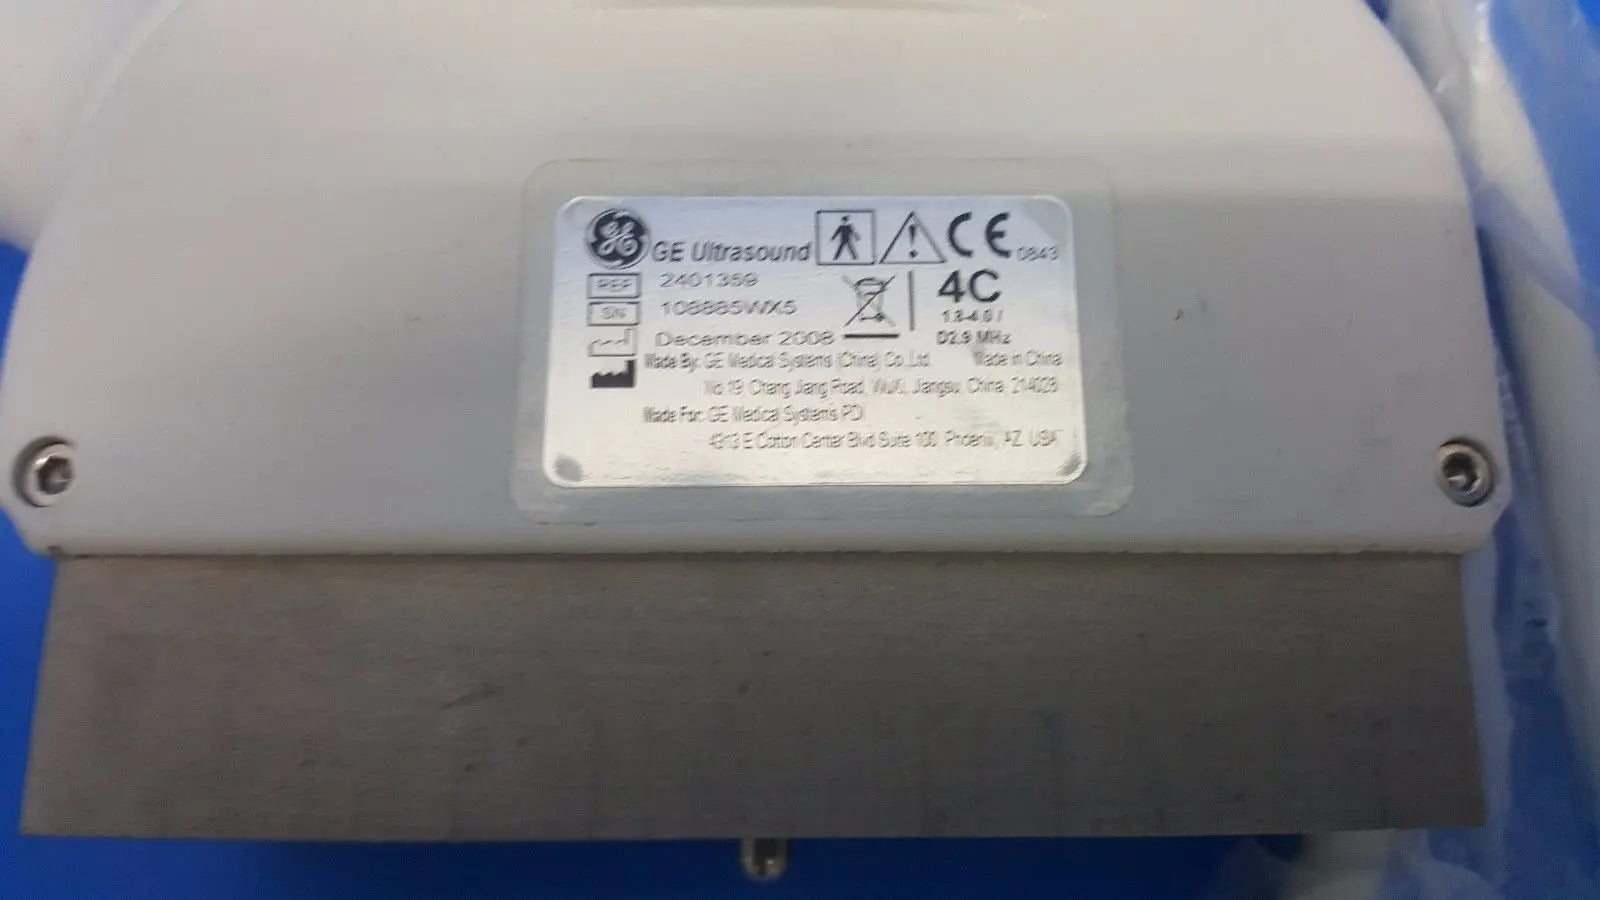 GE Ultrasound
CE 0843
REF 2401359
SN 108885WX5
4C
1.8-4.0 /
D2.9 MHz
December 2008
Made By: GE Medical Systems (China) Co., Ltd. Made in China
No.19, Chang Jiang Road, WuXi, Jiangsu, China, 214028
Made For: GE Medical Systems PDI
4313 E Cotton Center Blvd Suite 100, Phoenix, AZ, USA